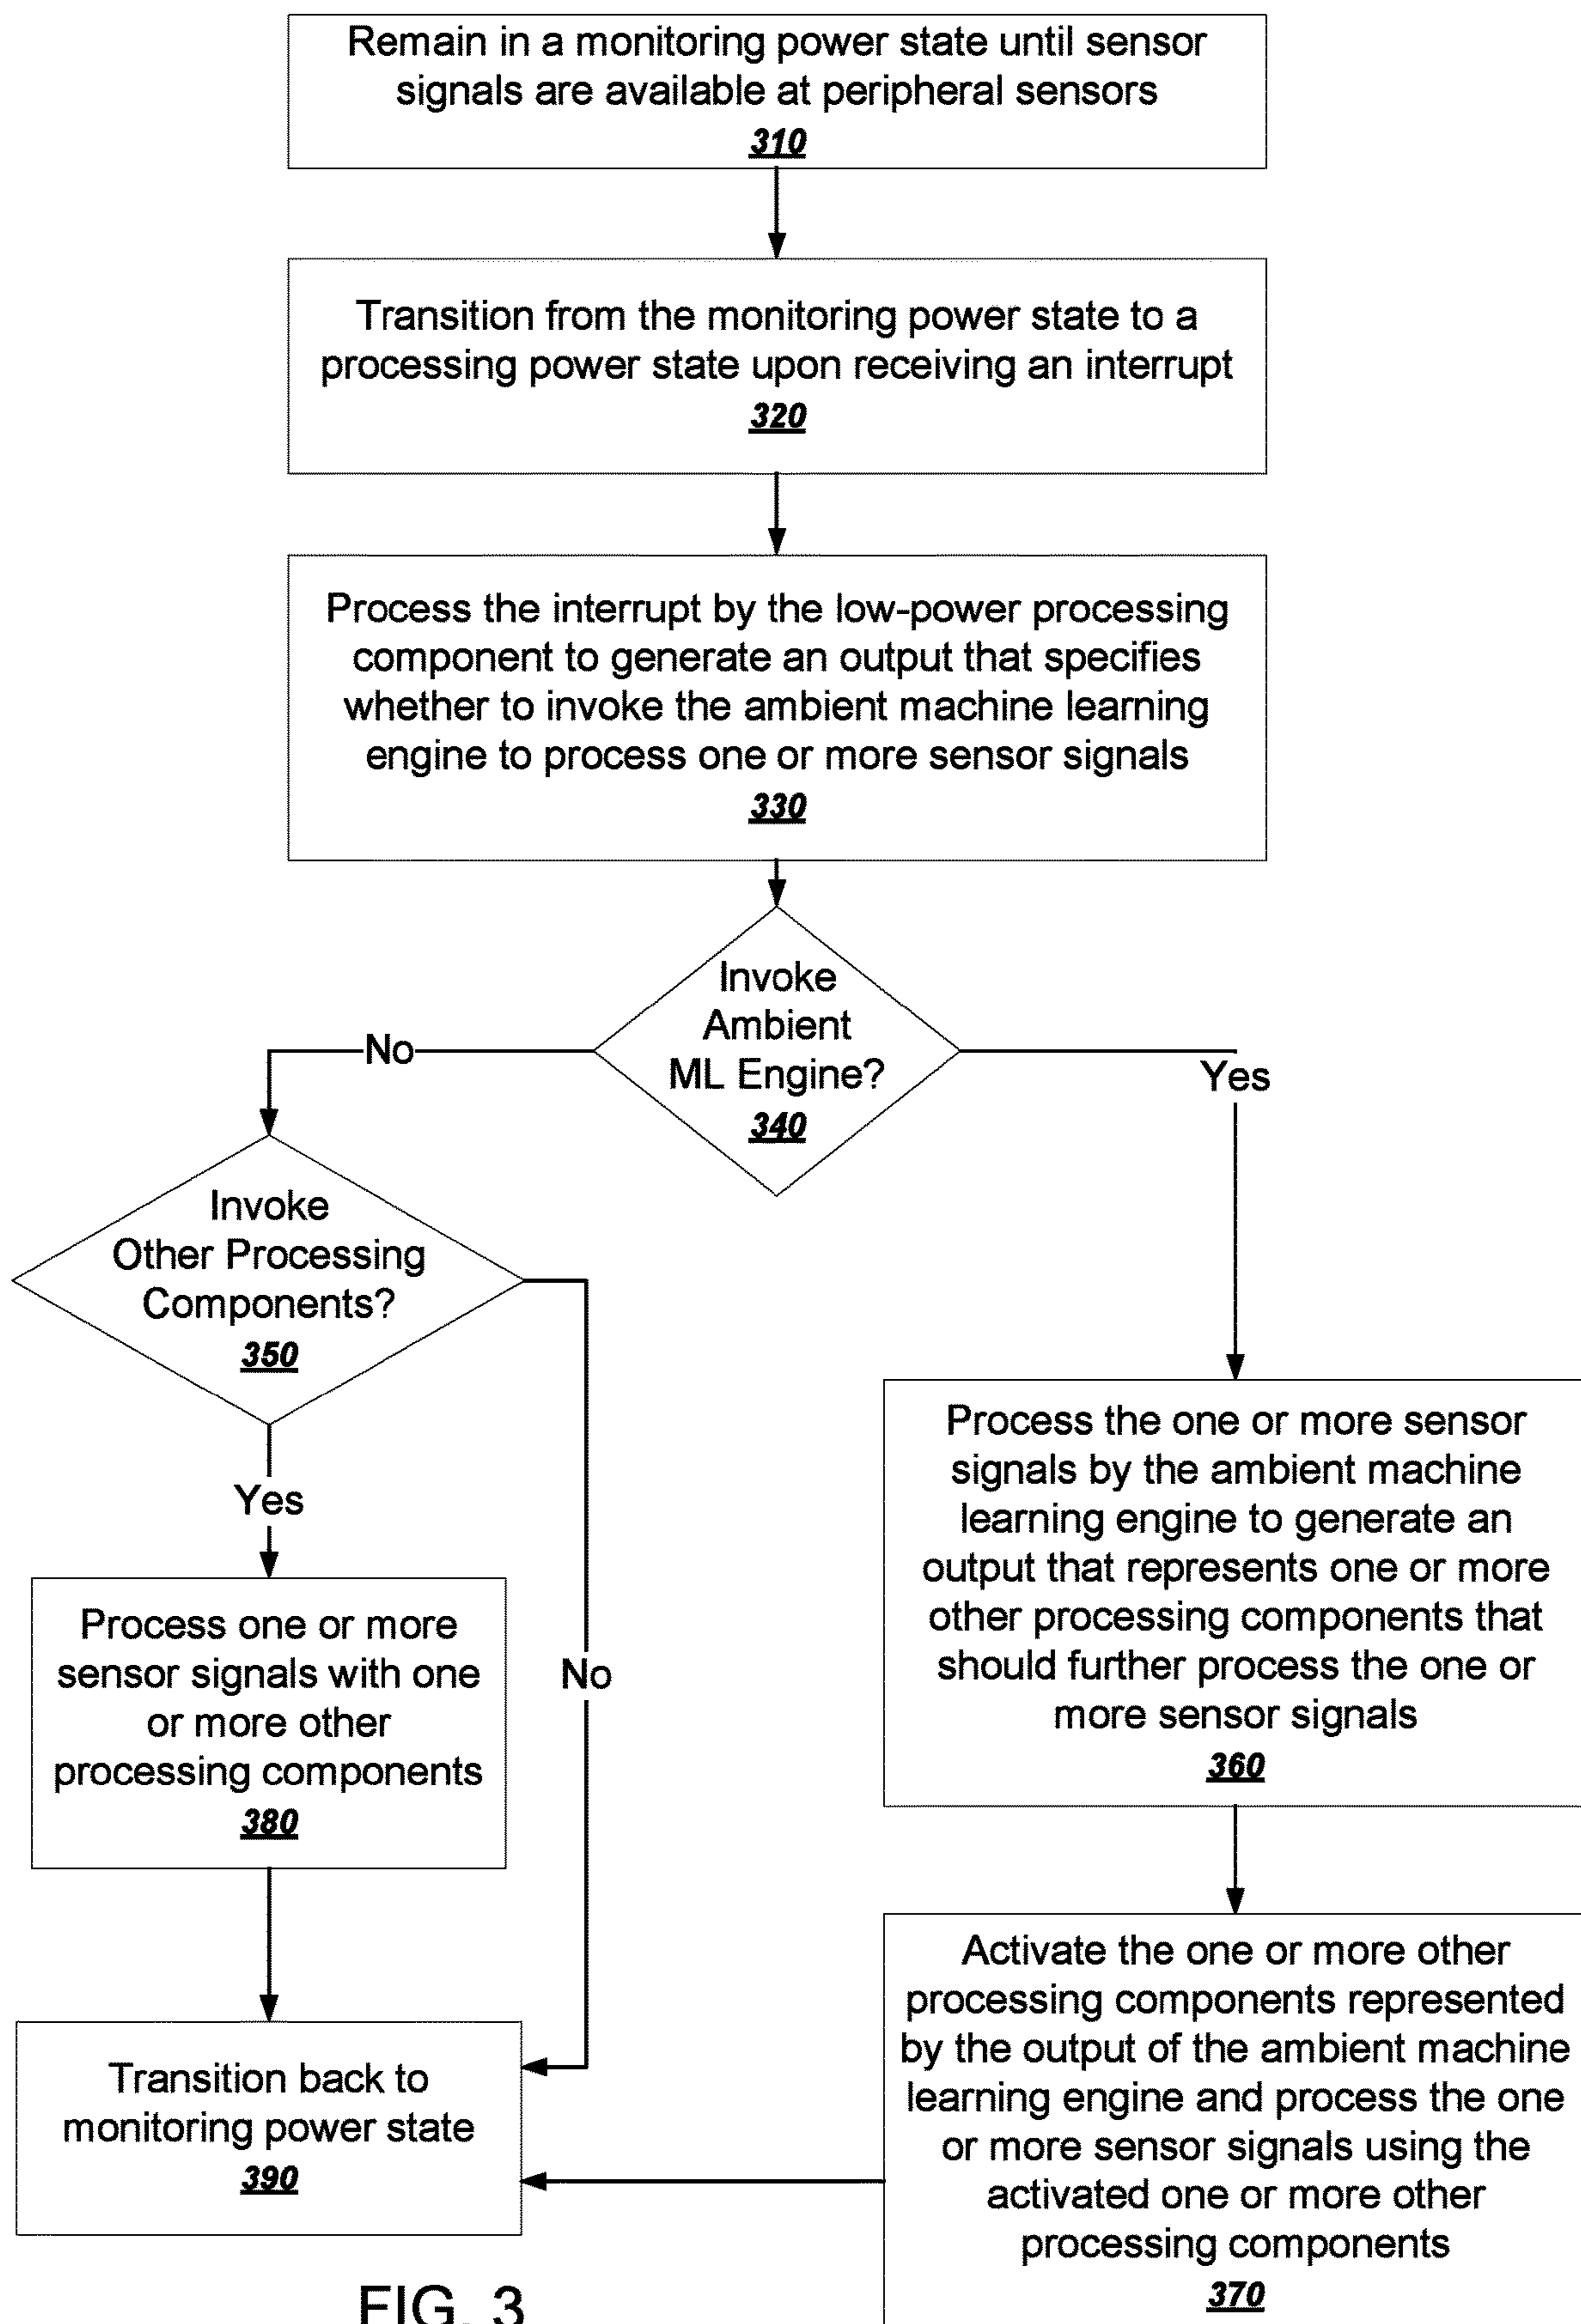 Remain in a monitoring power state until sensor
signals are available at peripheral sensors
310
Transition from the monitoring power state to a
processing power state upon receiving an interrupt
320
Process the interrupt by the low-power processing
component to generate an output that specifies
whether to invoke the ambient machine learning
engine to process one or more sensor signals
330
Invoke
Ambient
ML Engine?
340
No
Yes
Invoke
Other Processing
Components?
350
Yes
No
Process one or more
sensor signals with one
or more other
processing components
380
Process the one or more sensor
signals by the ambient machine
learning engine to generate an
output that represents one or more
other processing components that
should further process the one or
more sensor signals
360
Activate the one or more other
processing components represented
by the output of the ambient machine
learning engine and process the one
or more sensor signals using the
activated one or more other
processing components
370
Transition back to
monitoring power state
390
FIG. 3